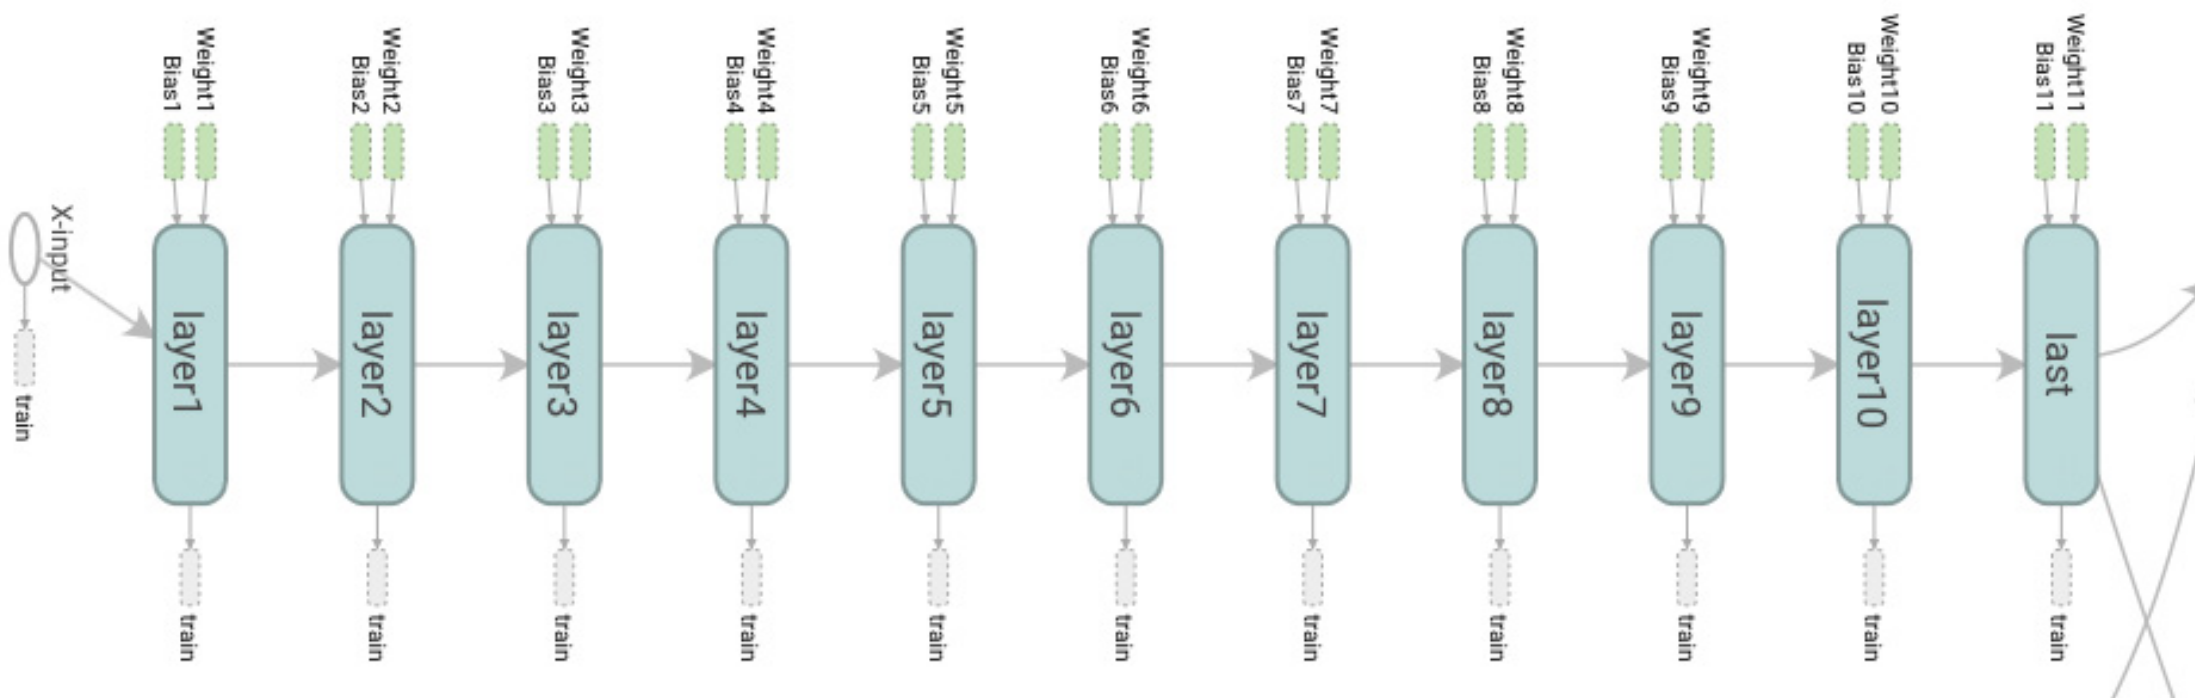 Weight1
Bias1
Weight2
Bias2
Weight3
Bias3
Weight4
Bias4
Weight5
Bias5
Weight6
Bias6
Weight7
Bias7
Weight8
Bias8
Weight9
Bias9
Weight10
Bias10
Weight11
Bias11
X-input
layer1
layer2
layer3
layer4
layer5
layer6
layer7
layer8
layer9
layer10
last
train
train
train
train
train
train
train
train
train
train
train
train